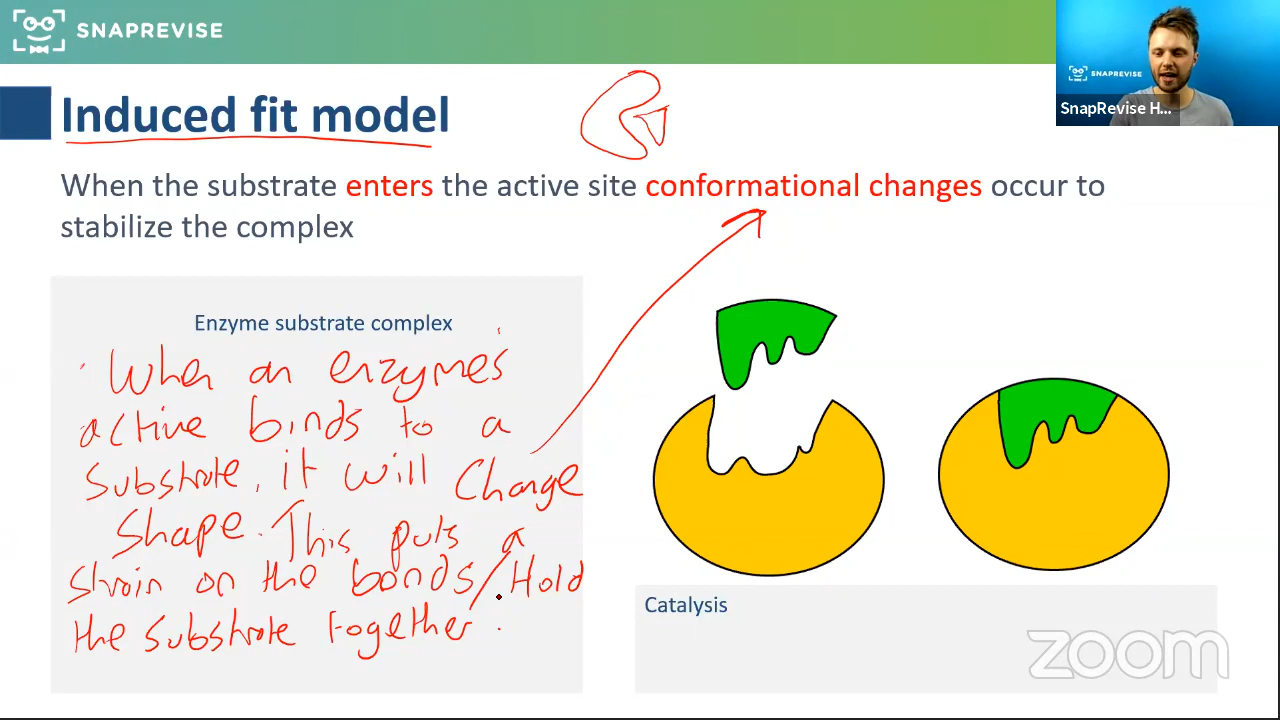 SNAPREVISE
SNAPREVISE
SnapRevise H...
Induced fit model
When the substrate enters the active site conformational changes occur to
stabilize the complex
Enzyme substrate complex
When an enzymes
active binds to a
substrate, it will change
shape. This puts a
strain on the bonds/Hold
the substrate together.
Catalysis
zoom